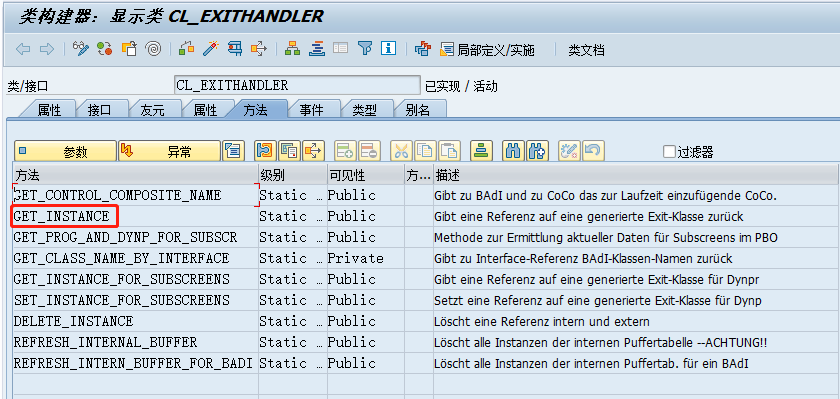 类构建器：显示类 CL_EXITHANDLER
局部定义/实施 类文档
类/接口 CL_EXITHANDLER 已实现 / 活动
属性 接口 友元 属性 方法 事件 类型 别名
参数 异常 过滤器
方法 级别 可见性 方... 描述
GET_CONTROL_COMPOSITE_NAME Static ... Public Gibt zu BAdI und zu CoCo das zur Laufzeit einzufügende CoCo.
GET_INSTANCE Static ... Public Gibt eine Referenz auf eine generierte Exit-Klasse zurück
GET_PROG_AND_DYNP_FOR_SUBSCR Static ... Public Methode zur Ermittlung aktueller Daten für Subscreens im PBO
GET_CLASS_NAME_BY_INTERFACE Static ... Private Gibt zu Interface-Referenz BAdI-Klassen-Namen zurück
GET_INSTANCE_FOR_SUBSCREENS Static ... Public Gibt eine Referenz auf eine generierte Exit-Klasse für Dynpr
SET_INSTANCE_FOR_SUBSCREENS Static ... Public Setzt eine Referenz auf eine generierte Exit-Klasse für Dynp
DELETE_INSTANCE Static ... Public Löscht eine Referenz intern und extern
REFRESH_INTERNAL_BUFFER Static ... Public Löscht alle Instanzen der internen Puffertabelle --ACHTUNG!!
REFRESH_INTERN_BUFFER_FOR_BADI Static ... Public Löscht alle Instanzen der internen Puffertab. für ein BAdI